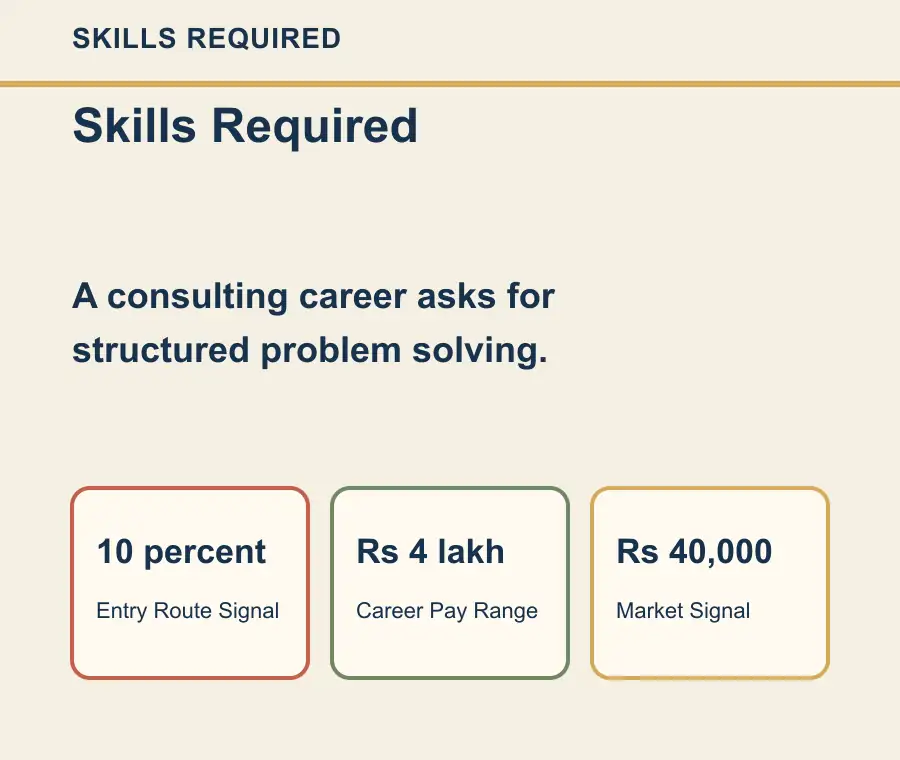 SKILLS REQUIRED
Skills Required
A consulting career asks for
structured problem solving.
10 percent
Entry Route Signal
Rs 4 lakh
Career Pay Range
Rs 40,000
Market Signal